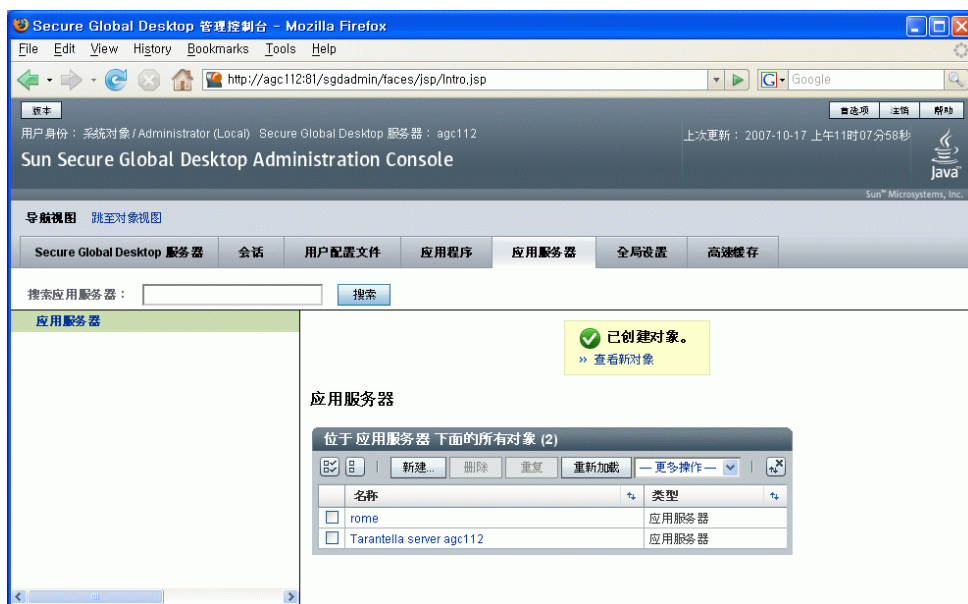 Secure Global Desktop 管理控制台 - Mozilla Firefox
File Edit View History Bookmarks Tools Help
http://agc112:81/sgdadmin/faces/jsp/Intro.jsp
Google
版本
首选项 注销 帮助
用户身份： 系统对象 / Administrator (Local) Secure Global Desktop 服务器： agc112
上次更新： 2007-10-17 上午11时07分58秒
Sun Secure Global Desktop Administration Console
Java™
Sun™ Microsystems, Inc.
导航视图 跳至对象视图
Secure Global Desktop 服务器 会话 用户配置文件 应用程序 应用服务器 全局设置 高速缓存
搜索应用服务器： 搜索
应用服务器
已创建对象。
›› 查看新对象
应用服务器
位于 应用服务器 下面的所有对象 (2)
新建... 删除 重复 重新加载 — 更多操作 —
名称 类型
rome 应用服务器
Tarantella server agc112 应用服务器